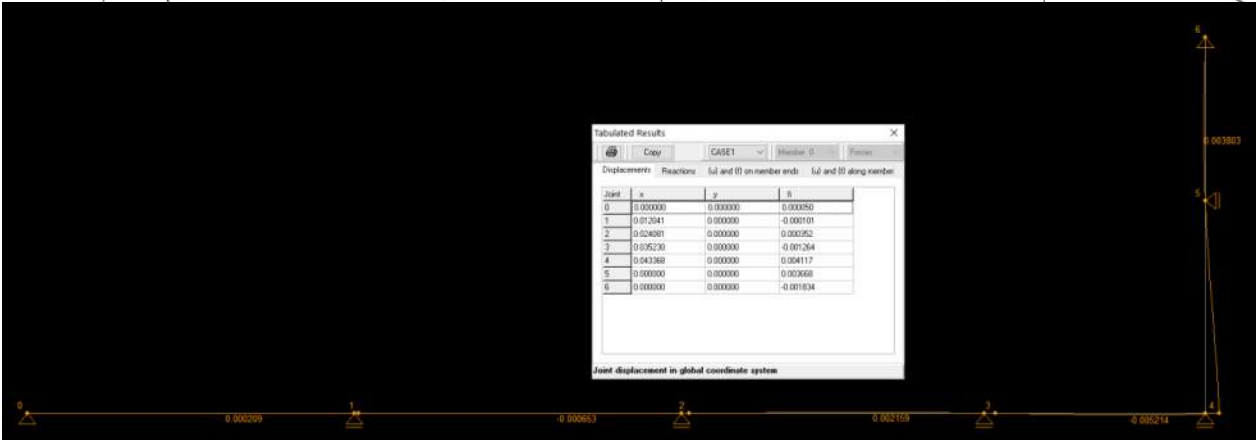 6
Tabulated Results
Copy
CASE1
Member 0
Forces
0.003803
Displacements Reactions (u) and (f) on member ends (u) and (f) along member
5
Joint x y fi
0 0.000000 0.000000 0.000050
1 0.012041 0.000000 -0.000101
2 0.024081 0.000000 0.000352
3 0.035230 0.000000 -0.001264
4 0.043368 0.000000 0.004117
5 0.000000 0.000000 0.003668
6 0.000000 0.000000 -0.001834
Joint displacement in global coordinate system
0 1 2 3 4
0.000209 -0.000653 0.002159 -0.005214